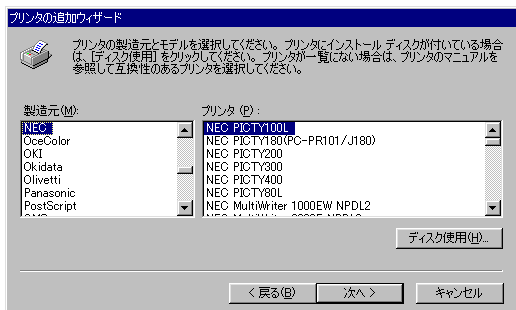 プリンタの追加ウィザード
プリンタの製造元とモデルを選択してください。プリンタにインストール ディスクが付いている場合
は、[ディスク使用] をクリックしてください。プリンタが一覧にない場合は、プリンタのマニュアルを
参照して互換性のあるプリンタを選択してください。
製造元(M):
NEC
OceColor
OKI
Okidata
Olivetti
Panasonic
PostScript
プリンタ (P) :
NEC PICTY100L
NEC PICTY180(PC-PR101/J180)
NEC PICTY200
NEC PICTY300
NEC PICTY400
NEC PICTY80L
NEC MultiWriter 1000EW NPDL2
ディスク使用(H)...
< 戻る(B)
次へ >
キャンセル